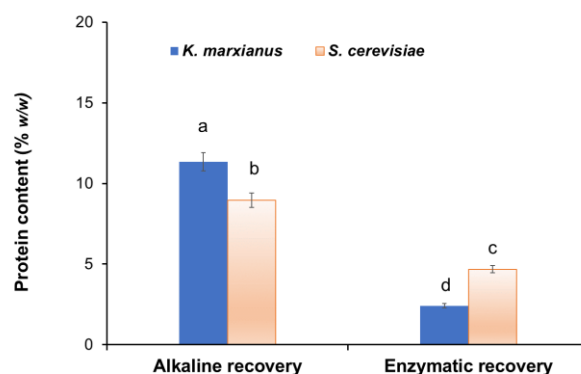 20
K. marxianus S. cerevisiae
15
a
b
10
Protein content (% w/w)
5
c
d
0
Alkaline recovery Enzymatic recovery